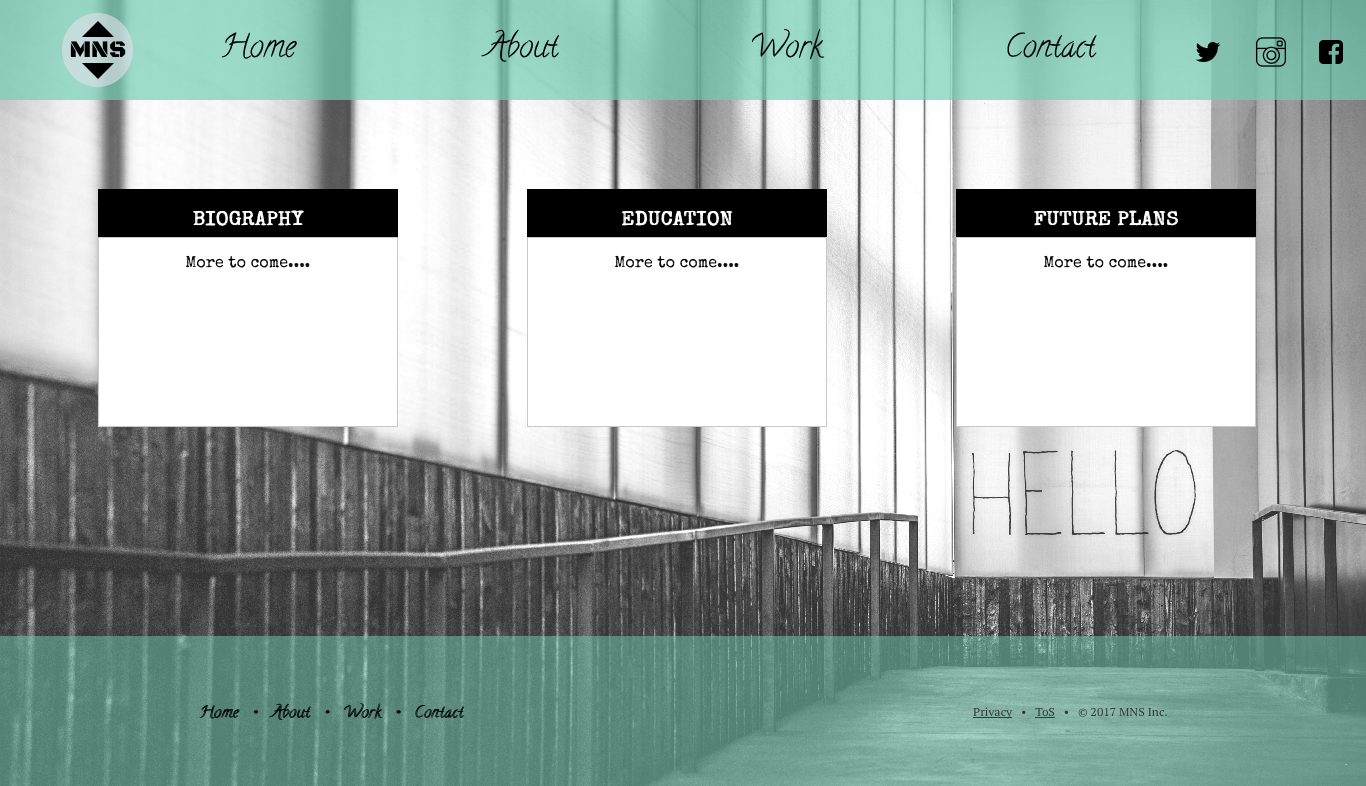 MNS
Home About Work Contact
BIOGRAPHY
More to come....
EDUCATION
More to come....
FUTURE PLANS
More to come....
HELLO
Home • About • Work • Contact
Privacy • ToS • © 2017 MNS Inc.